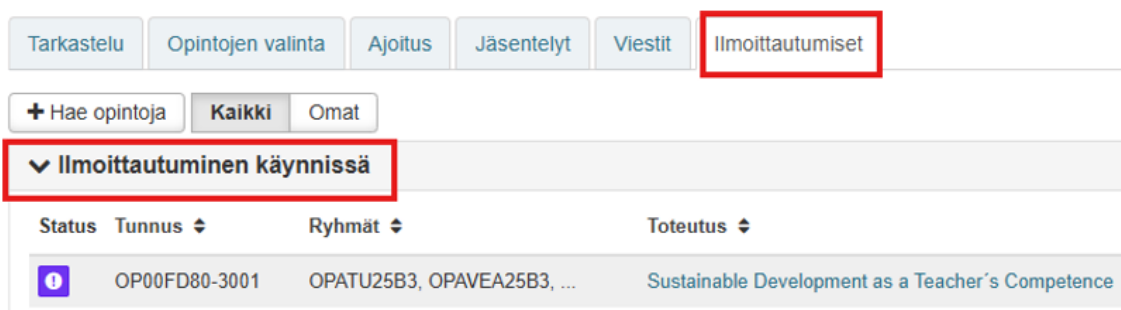 Tarkastelu Opintojen valinta Ajoitus Jäsentelyt Viestit Ilmoittautumiset
Hae opintoja Kaikki Omat
Ilmoittautuminen käynnissä
Status Tunnus Ryhmät Toteutus
OP00FD80-3001 OPATU25B3, OPAVEA25B3, ... Sustainable Development as a Teacher´s Competence